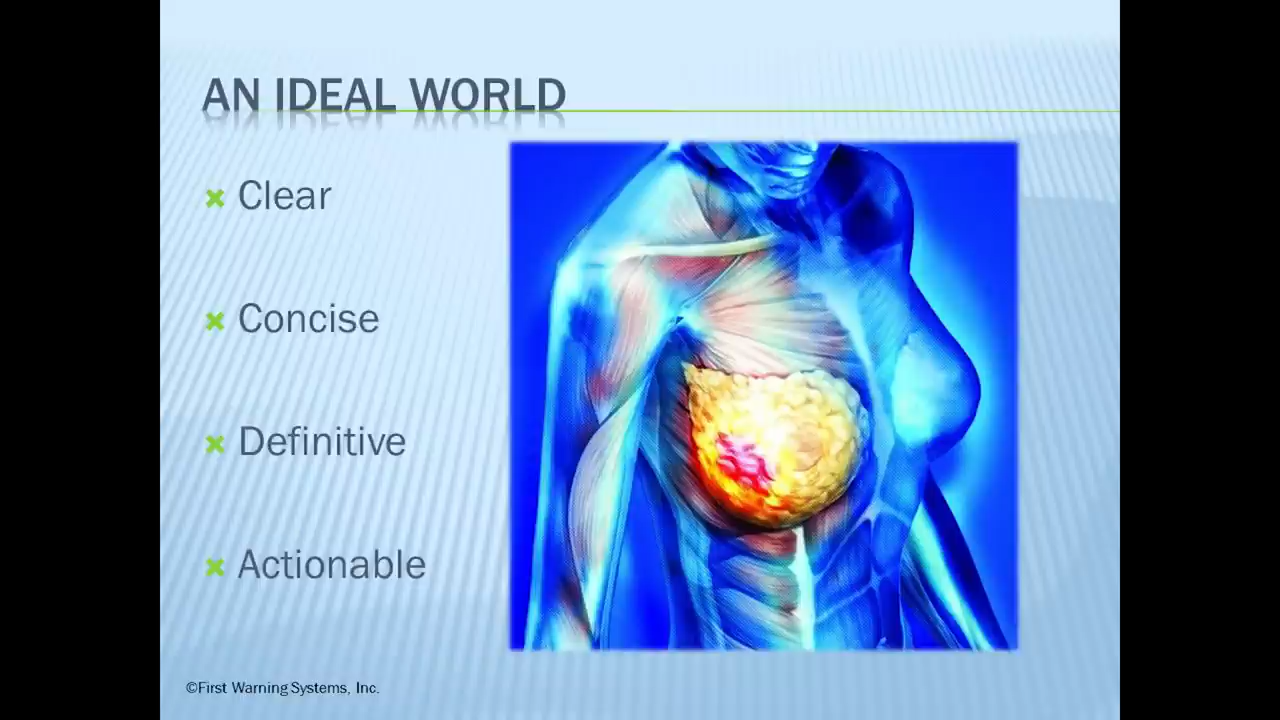 AN IDEAL WORLD
Clear
Concise
Definitive
Actionable
©First Warning Systems, Inc.